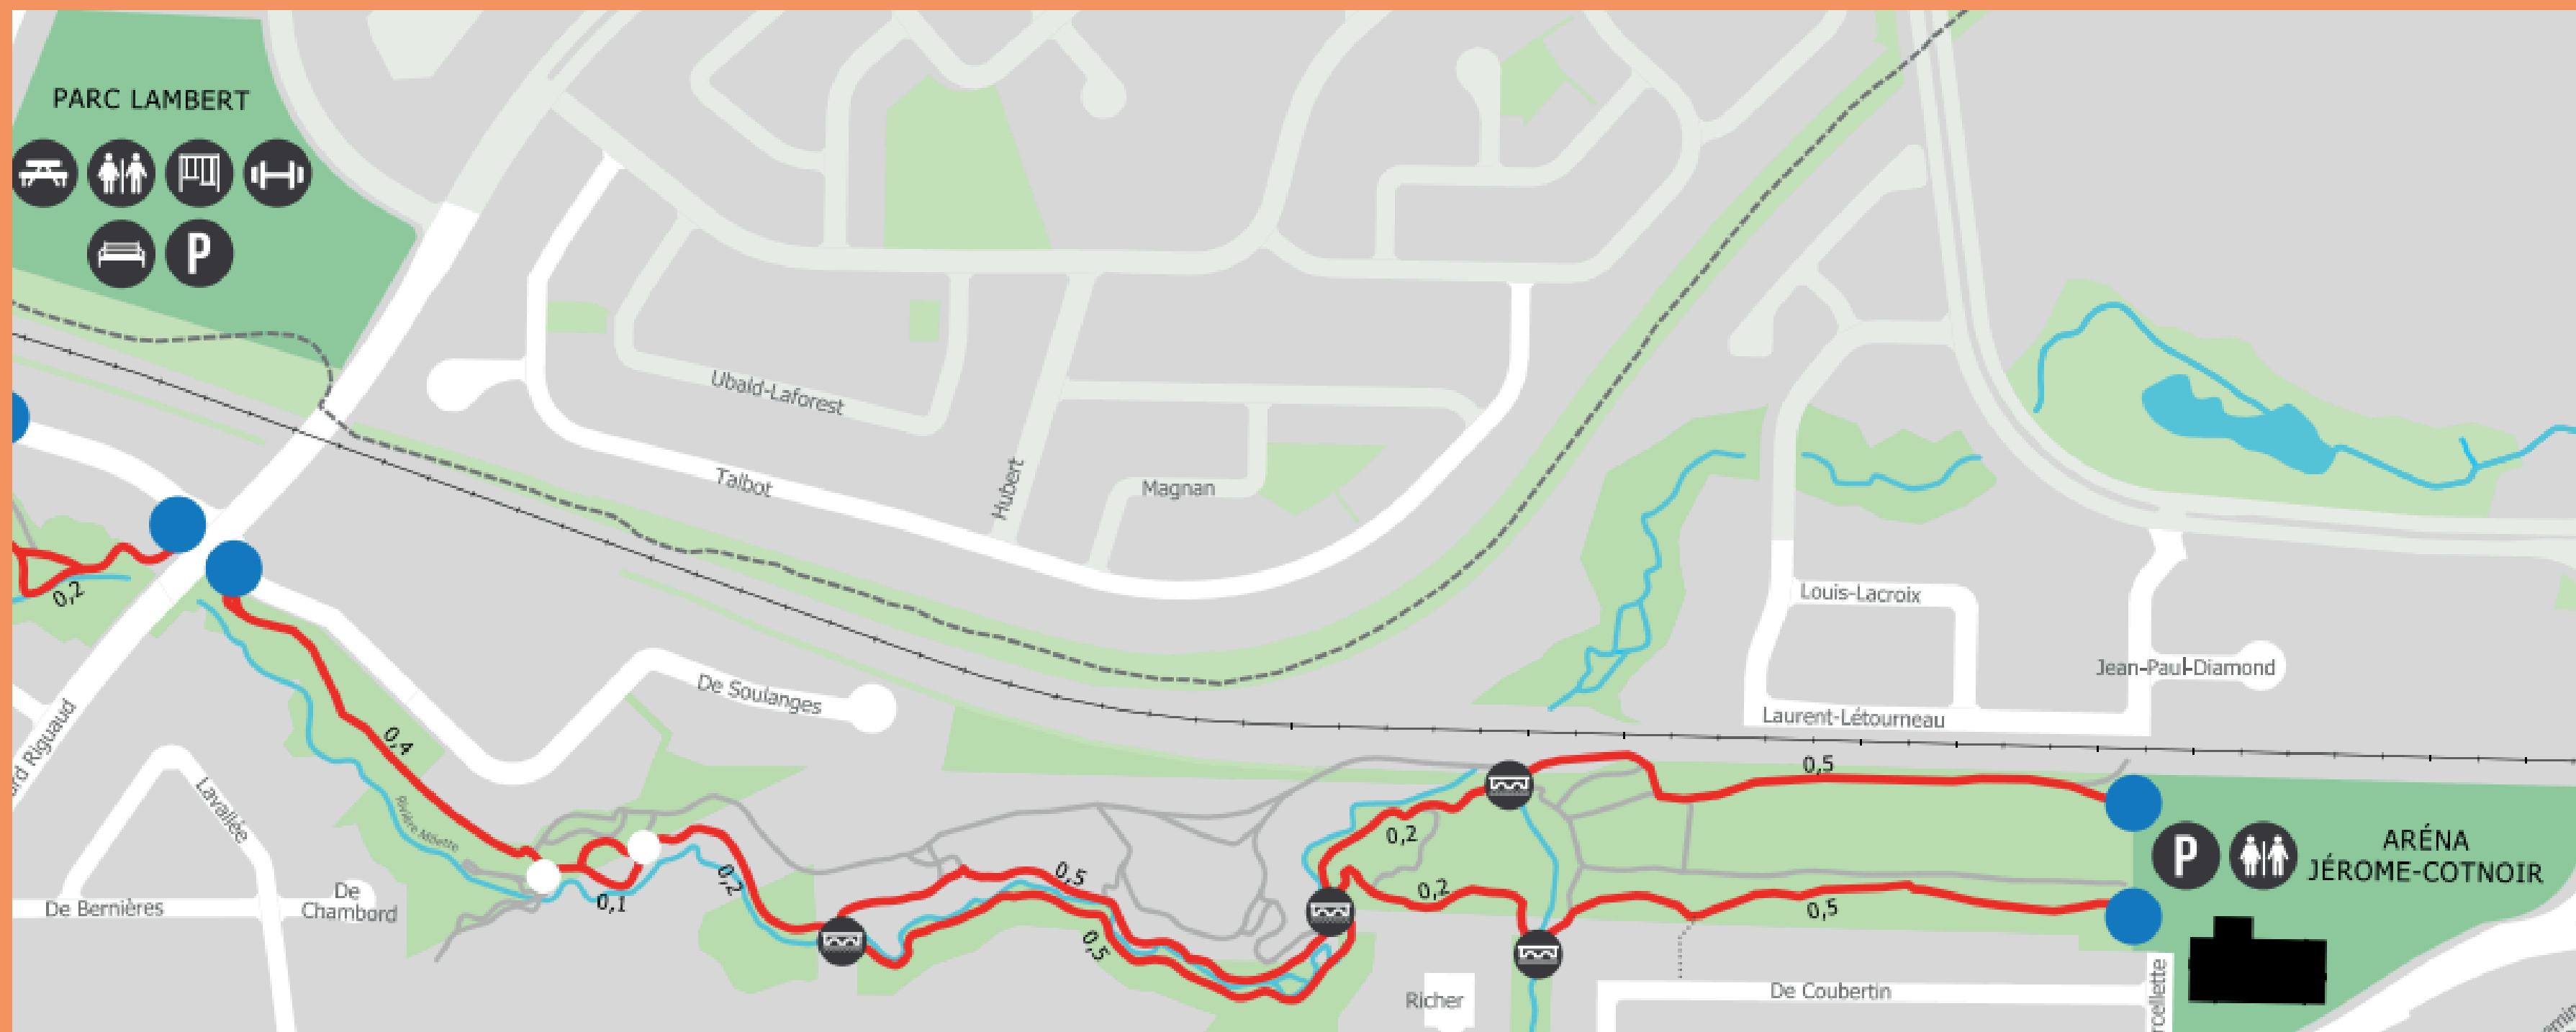 PARC LAMBERT
P
Ubald-Laforest
Talbot
Hubert
Magnan
0,2
Louis-Lacroix
Jean-Paul-Diamond
Laurent-Létourneau
De Soulanges
Riguaud
0,4
Lavallée
Rivière
De Bernières
De
Chambord
0,1
0,2
0,5
0,5
0,2
0,2
0,5
0,5
P
ARÉNA
JÉROME-COTNOIR
Richer
De Coubertin